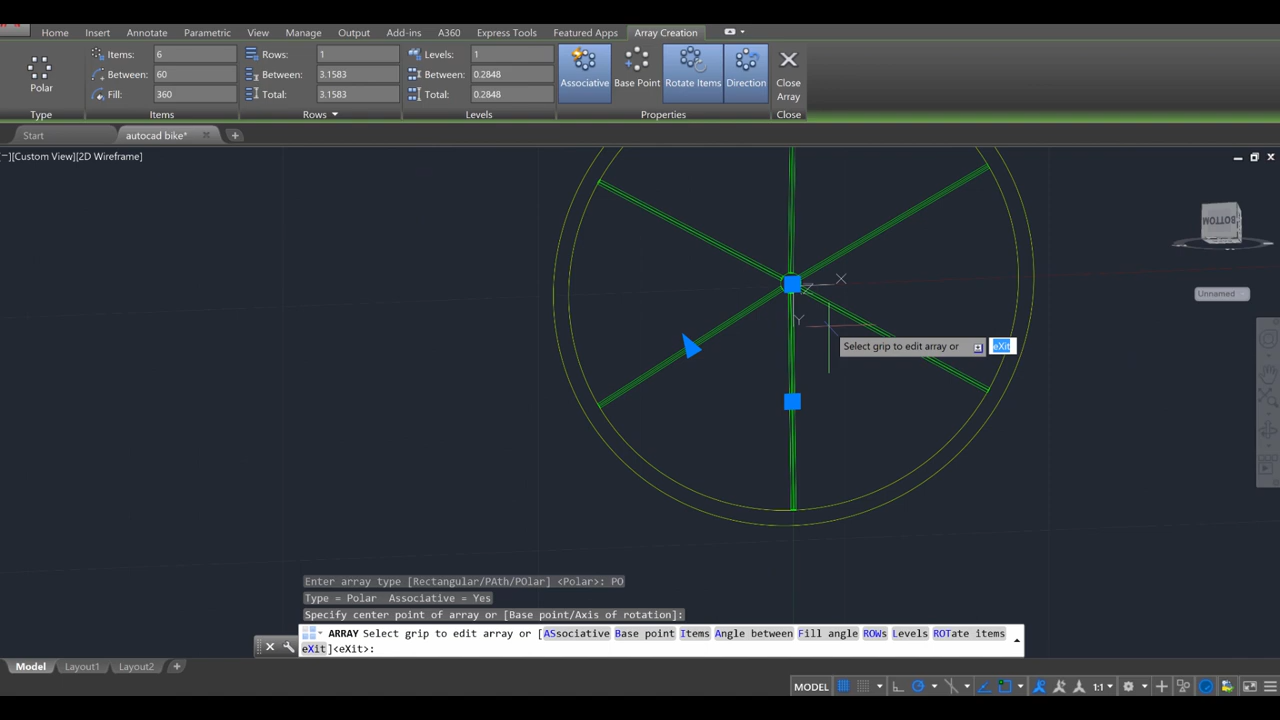 Home Insert Annotate Parametric View Manage Output Add-ins A360 Express Tools Featured Apps Array Creation
Items: 6 Rows: 1 Levels: 1
Between: 60 Between: 3.1583 Between: 0.2848
Fill: 360 Total: 3.1583 Total: 0.2848
Polar
Associative Base Point Rotate Items Direction Close Array
Type Items Rows Levels Properties Close
Start autocad bike*
[−][Custom View][2D Wireframe]
BOTTOM
Unnamed
X
Y
Select grip to edit array or eXit
Enter array type [Rectangular/PAth/POlar] <Polar>: PO
Type = Polar Associative = Yes
Specify center point of array or [Base point/Axis of rotation]:
ARRAY Select grip to edit array or [ASsociative Base point Items Angle between Fill angle ROWs Levels ROTate items
eXit]<eXit>:
Model Layout1 Layout2 +
MODEL 1:1